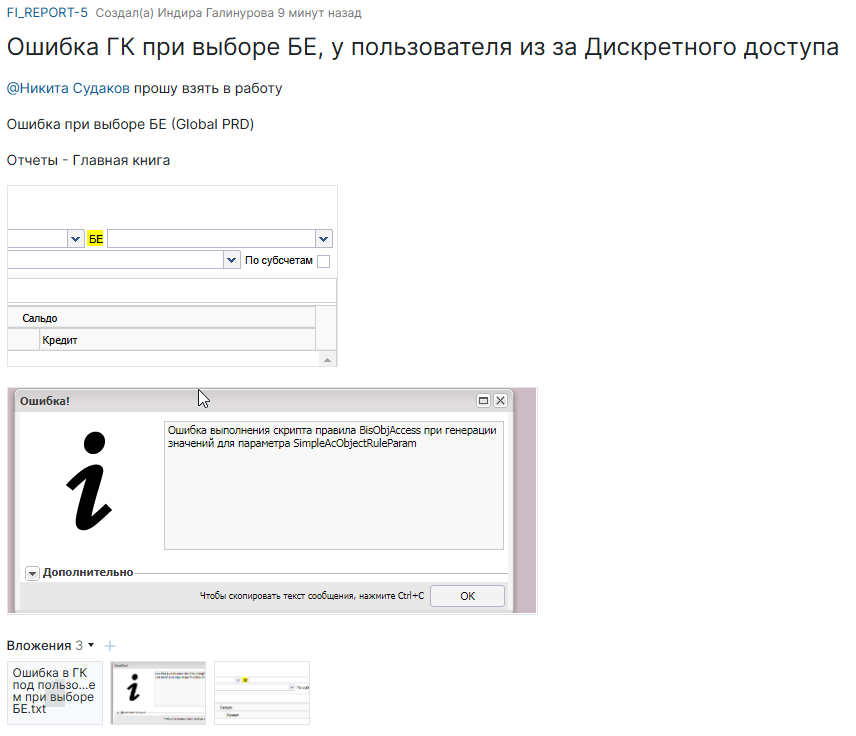 FI_REPORT-5 Создал(а) Индира Галинурова 9 минут назад
Ошибка ГК при выборе БЕ, у пользователя из за Дискретного доступа
@Никита Судаков прошу взять в работу
Ошибка при выборе БЕ (Global PRD)
Отчеты - Главная книга
БЕ
По субсчетам
Сальдо
Кредит
Ошибка!
Ошибка выполнения скрипта правила BisObjAccess при генерации
значений для параметра SimpleAcObjectRuleParam
Дополнительно
Чтобы скопировать текст сообщения, нажмите Ctrl+C OK
Вложения 3
Ошибка в ГК
под пользо...е
м при выборе
БЕ.txt